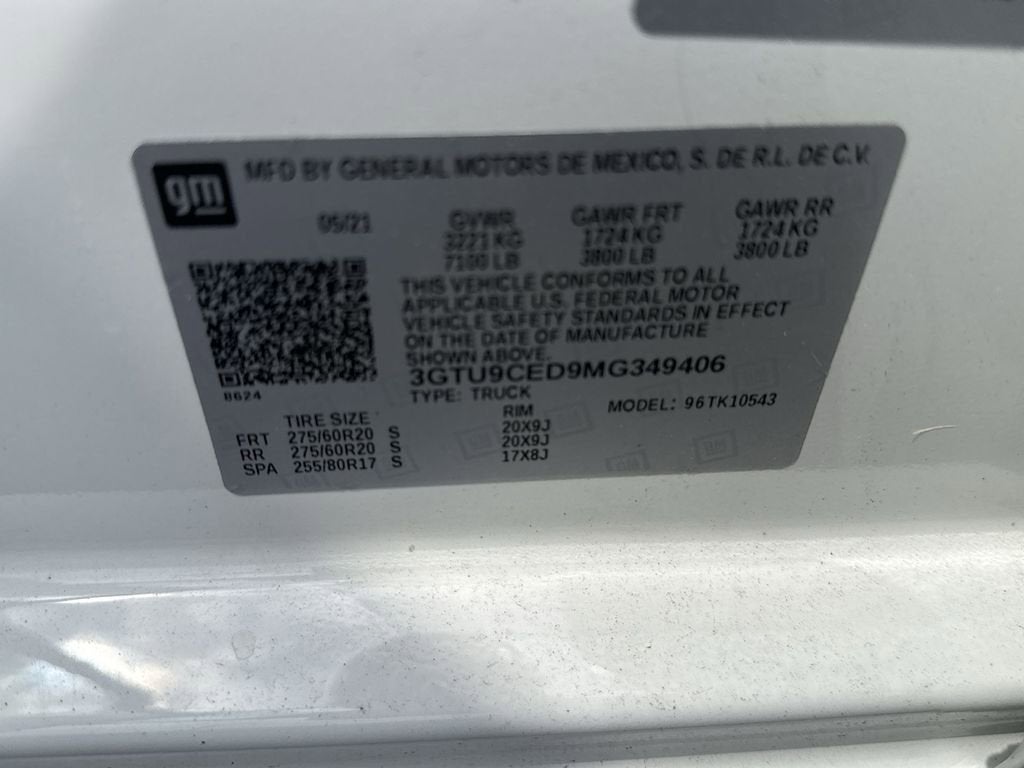 gm
MFD BY GENERAL MOTORS DE MEXICO, S. DE R.L. DE C.V.
05/21 GVWR GAWR FRT GAWR RR
3221 KG 1724 KG 1724 KG
7100 LB 3800 LB 3800 LB
THIS VEHICLE CONFORMS TO ALL
APPLICABLE U.S. FEDERAL MOTOR
VEHICLE SAFETY STANDARDS IN EFFECT
ON THE DATE OF MANUFACTURE
SHOWN ABOVE.
3GTU9CED9MG349406
8624 TYPE: TRUCK MODEL: 96TK10543
TIRE SIZE RIM
FRT 275/60R20 S 20X9J
RR 275/60R20 S 20X9J
SPA 255/80R17 S 17X8J